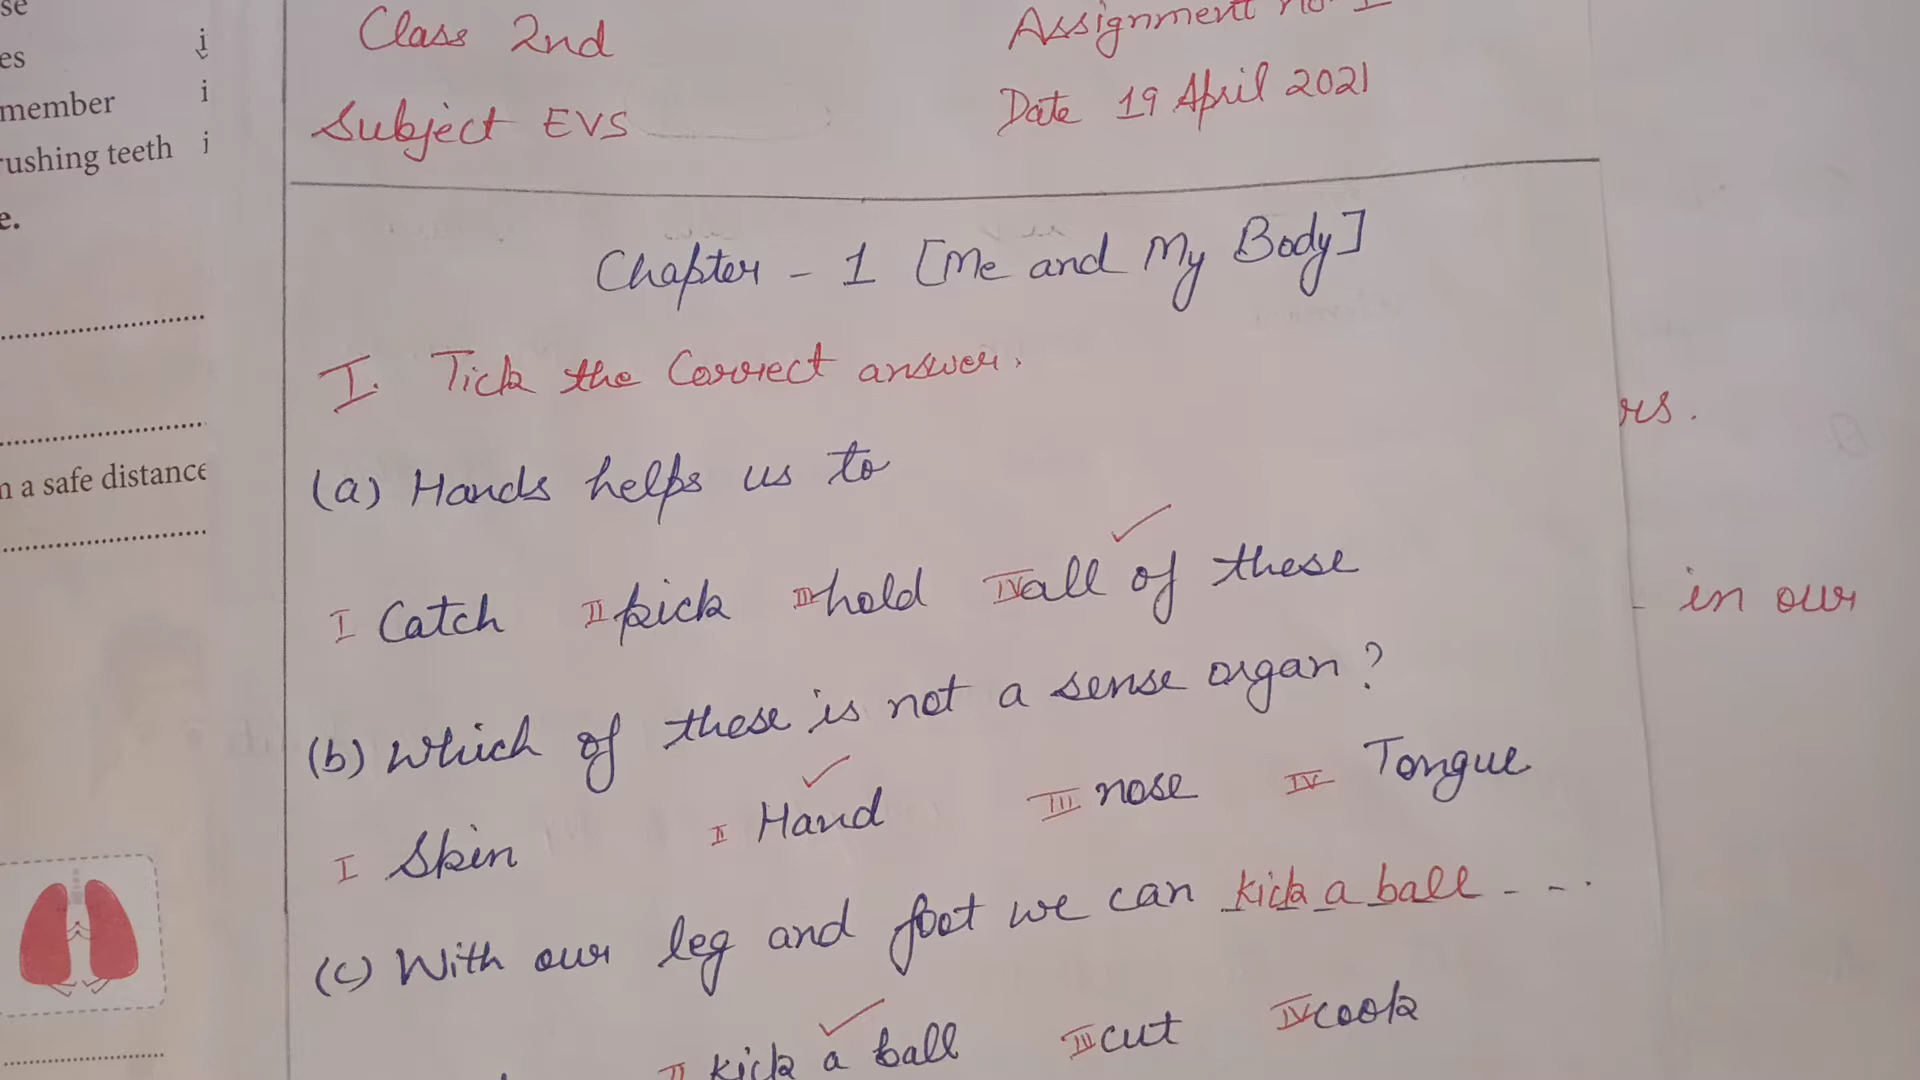 se
es i
member i
rushing teeth i
e.
n a safe distance
Class 2nd
Assignment no. I
Subject EVS
Date 19 April 2021
Chapter - 1 [Me and My Body]
I. Tick the Correct answer.
(a) Hands helps us to
I Catch II kick III hold IV all of these
(b) Which of these is not a sense organ?
I Skin II Hand III nose IV Tongue
(c) With our leg and foot we can kick a ball - - .
II kick a ball III cut IV cook
rs.
- in our